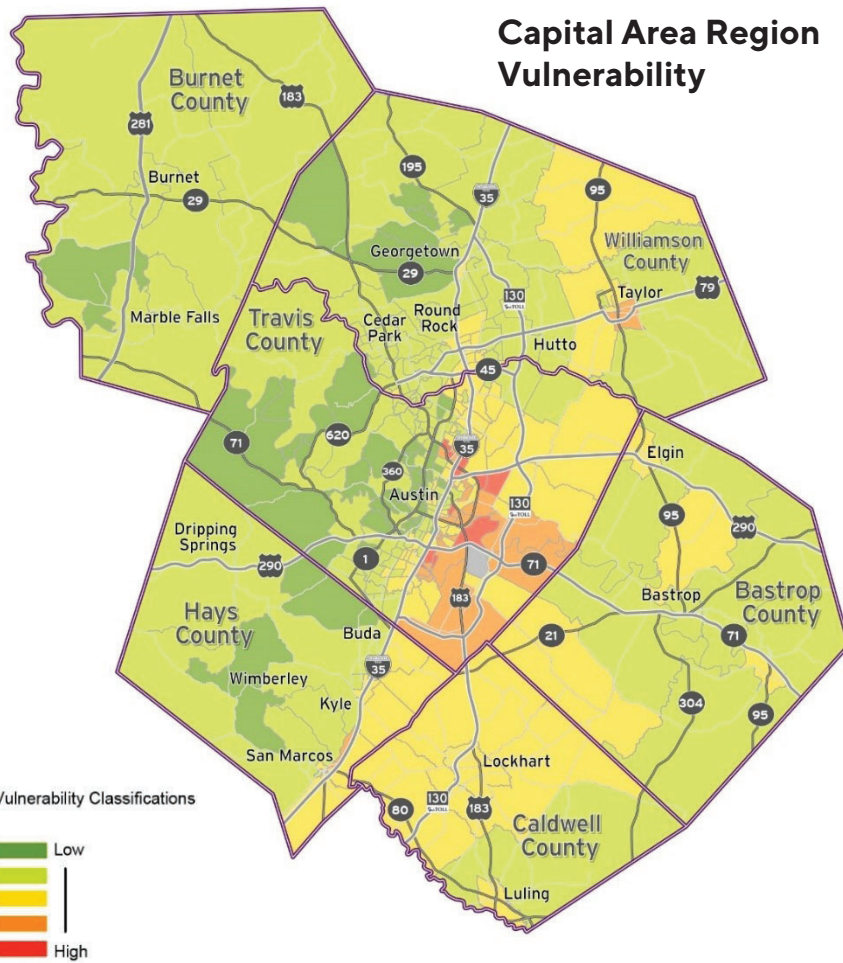 Capital Area Region
Vulnerability
Burnet
County
183
281
195
Burnet
29
35
95
Williamson
County
Georgetown
29
130
79
Taylor
Marble Falls
Travis
County
Cedar
Park
Round
Rock
Hutto
45
71
620
35
Elgin
360
Austin
130
95
290
Dripping
Springs
290
1
71
Bastrop
Bastrop
County
183
Hays
County
Buda
21
71
35
Wimberley
Kyle
304
95
San Marcos
Lockhart
130
80
183
Caldwell
County
Luling
Vulnerability Classifications
Low
High